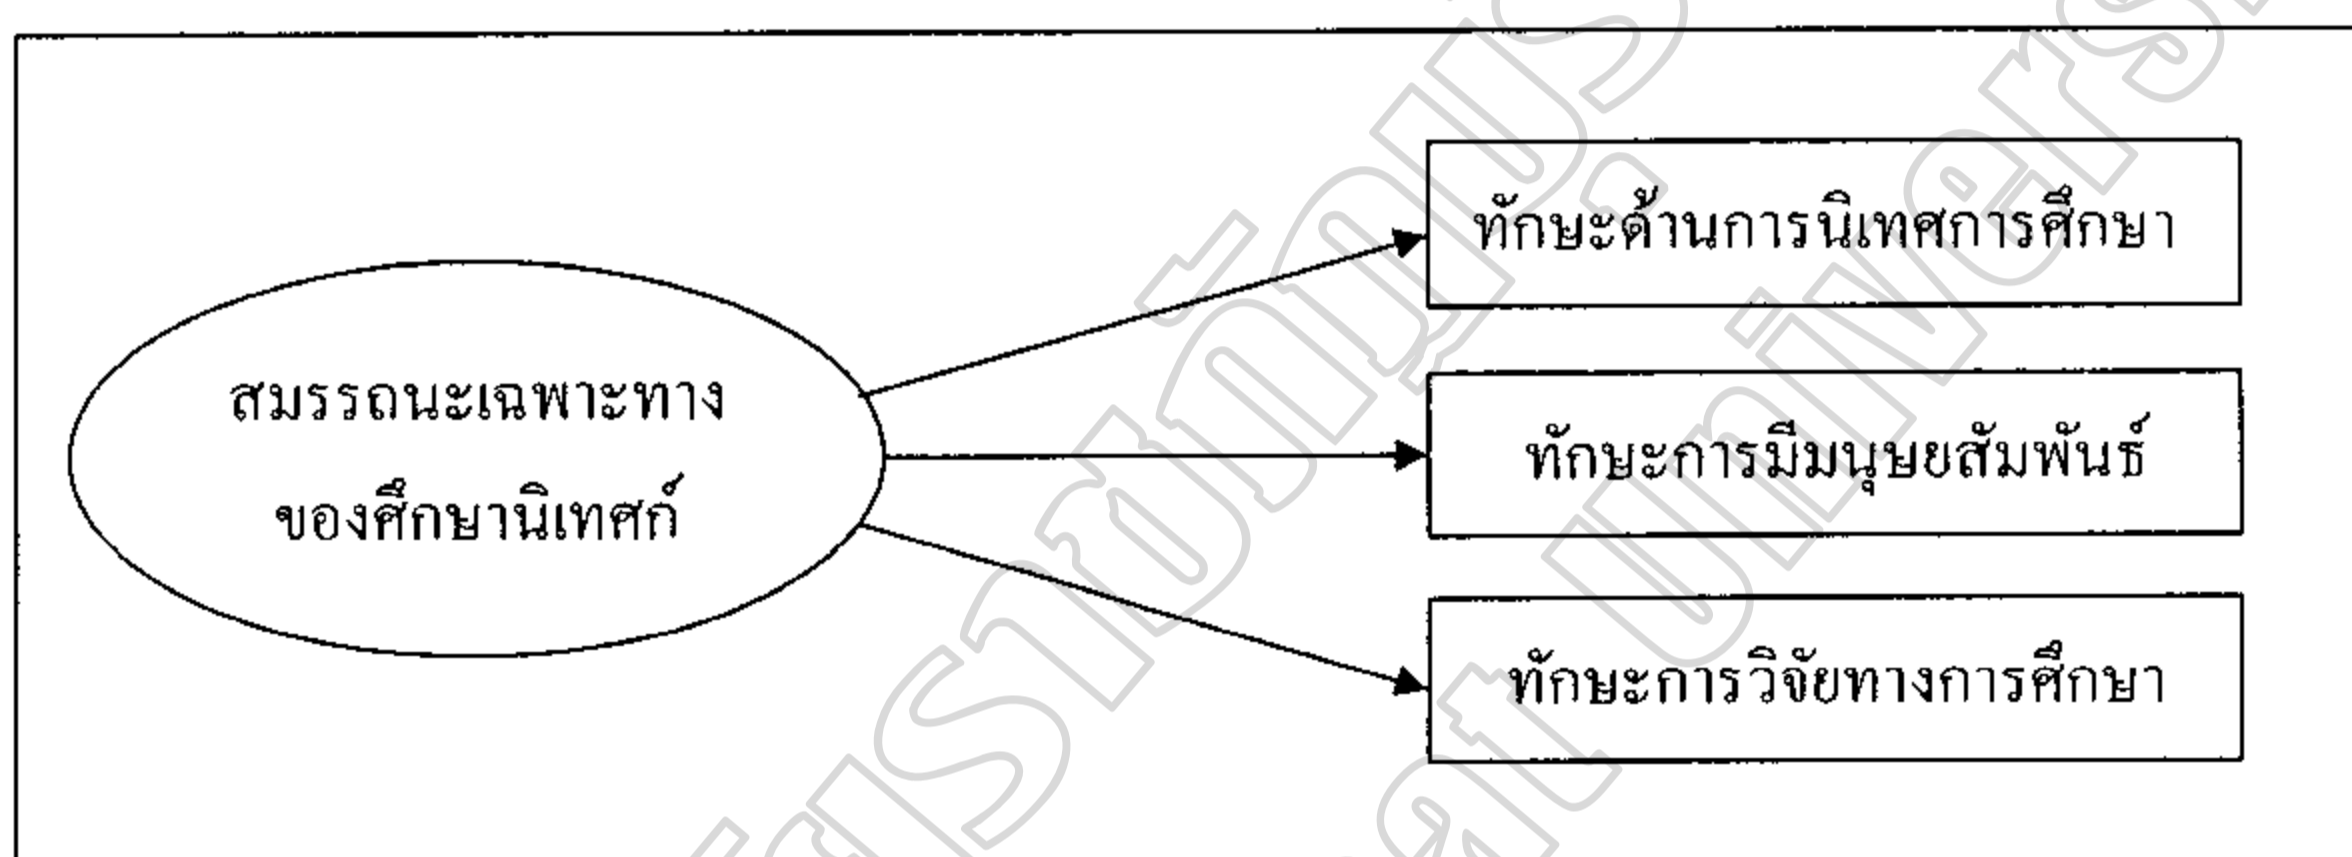 สมรรถนะเฉพาะทาง
ของศึกษานิเทศก์
ทักษะด้านการนิเทศการศึกษา
ทักษะการมีมนุษยสัมพันธ์
ทักษะการวิจัยทางการศึกษา